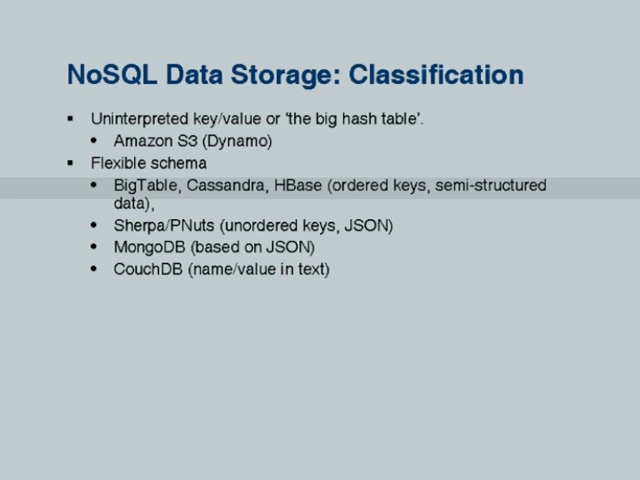 NoSQL Data Storage: Classification
▪ Uninterpreted key/value or ‘the big hash table’.
• Amazon S3 (Dynamo)
▪ Flexible schema
• BigTable, Cassandra, HBase (ordered keys, semi-structured
data),
• Sherpa/PNuts (unordered keys, JSON)
• MongoDB (based on JSON)
• CouchDB (name/value in text)